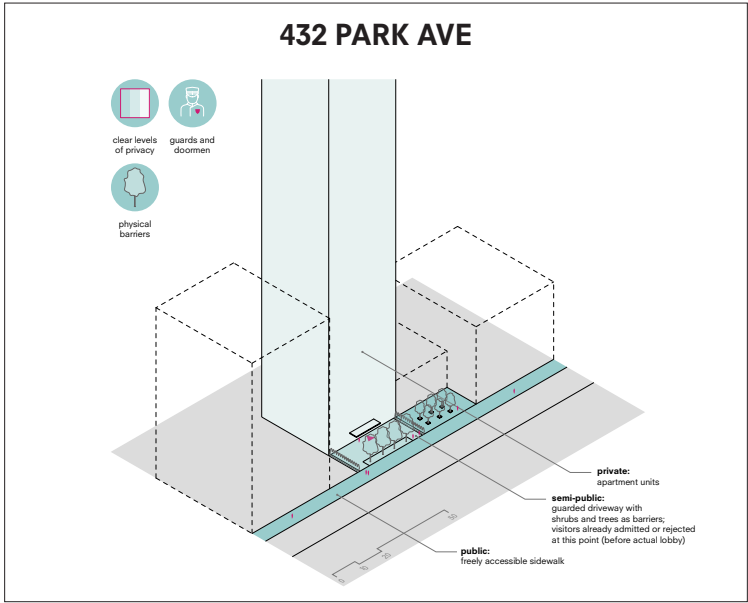 432 PARK AVE
clear levels
of privacy
guards and
doormen
physical
barriers
private:
apartment units
semi-public:
guarded driveway with
shrubs and trees as barriers;
visitors already admitted or rejected
at this point (before actual lobby)
public:
freely accessible sidewalk